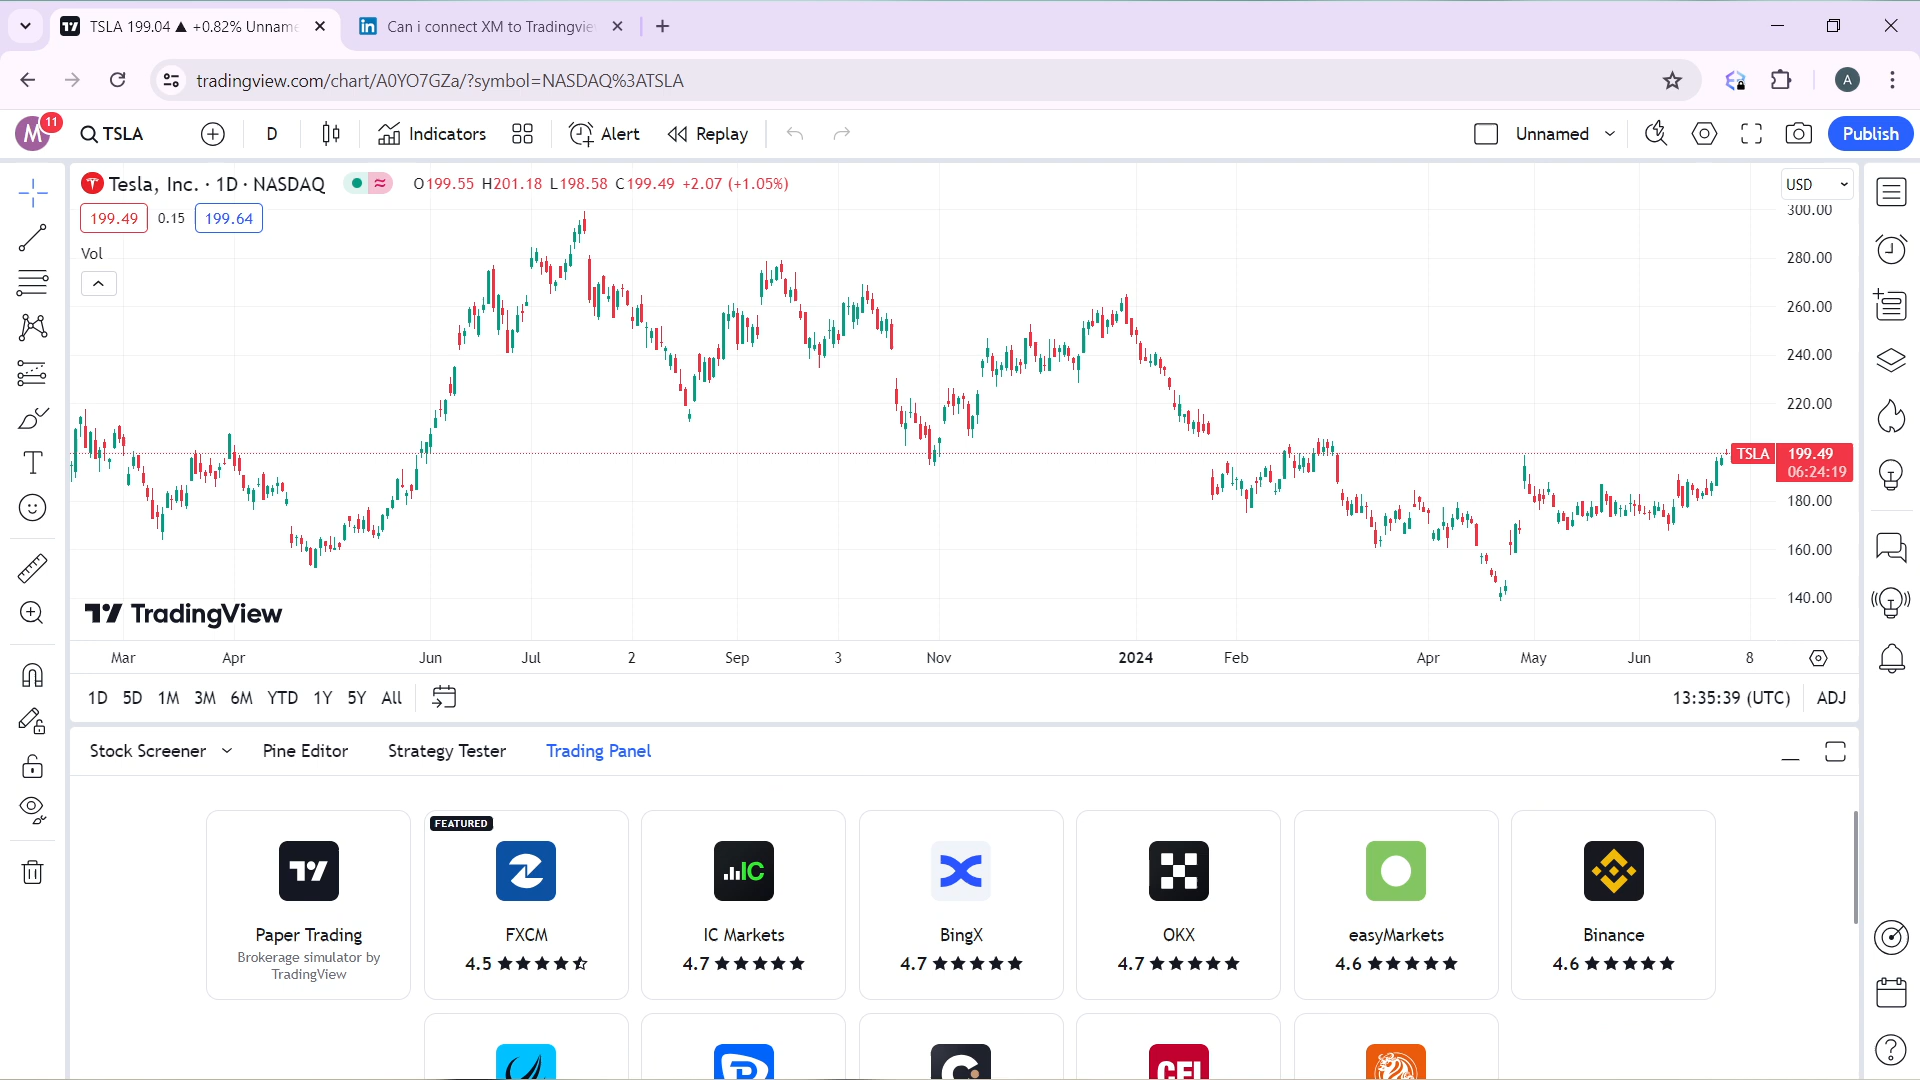 TSLA 199.04 ▲ +0.82% Unname
Can i connect XM to Tradingvie
tradingview.com/chart/A0YO7GZa/?symbol=NASDAQ%3ATSLA
A
M 11 TSLA D Indicators Alert Replay Unnamed Publish
Tesla, Inc. · 1D · NASDAQ O199.55 H201.18 L198.58 C199.49 +2.07 (+1.05%)
USD
199.49 0.15 199.64
Vol
300.00
280.00
260.00
240.00
220.00
TSLA 199.49
06:24:19
180.00
160.00
140.00
TradingView
Mar Apr Jun Jul 2 Sep 3 Nov 2024 Feb Apr May Jun 8
1D 5D 1M 3M 6M YTD 1Y 5Y All 13:35:39 (UTC) ADJ
Stock Screener Pine Editor Strategy Tester Trading Panel
FEATURED
IC
Paper Trading
Brokerage simulator by
TradingView
FXCM
4.5
IC Markets
4.7
BingX
4.7
OKX
4.7
easyMarkets
4.6
Binance
4.6
CFI